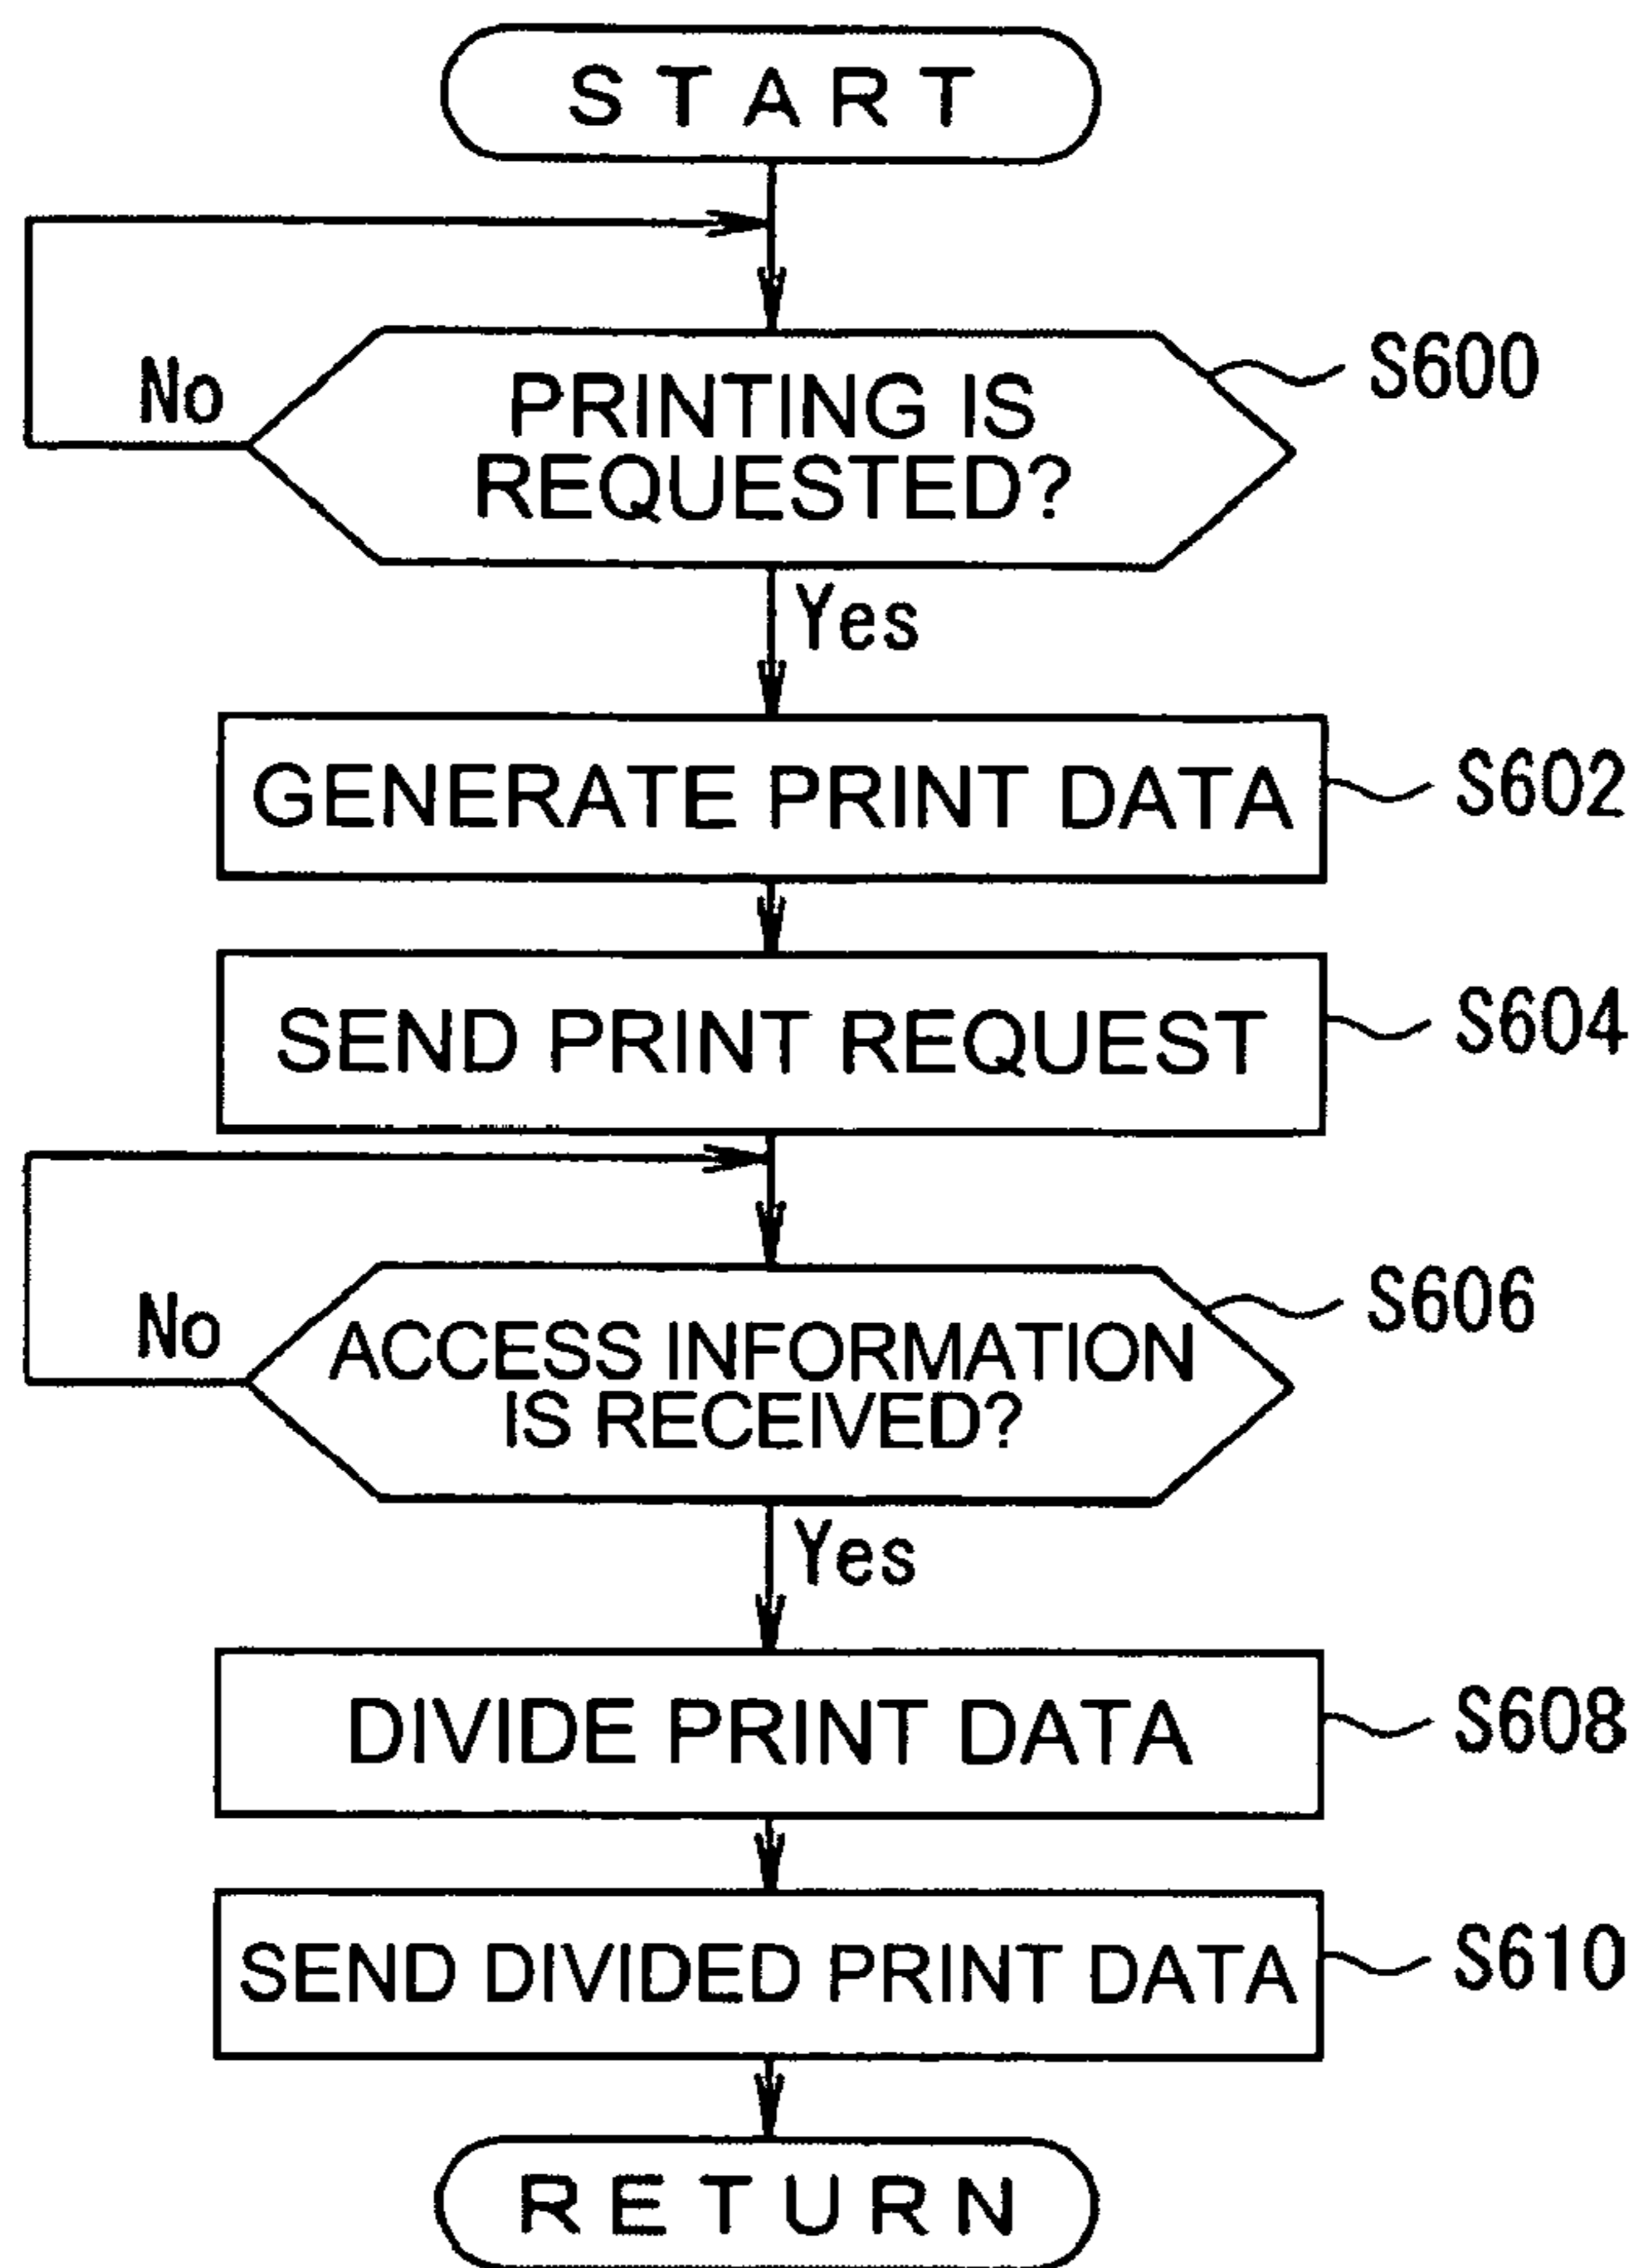 START
No
PRINTING IS
REQUESTED?
S600
Yes
GENERATE PRINT DATA
S602
SEND PRINT REQUEST
S604
No
ACCESS INFORMATION
IS RECEIVED?
S606
Yes
DIVIDE PRINT DATA
S608
SEND DIVIDED PRINT DATA
S610
RETURN